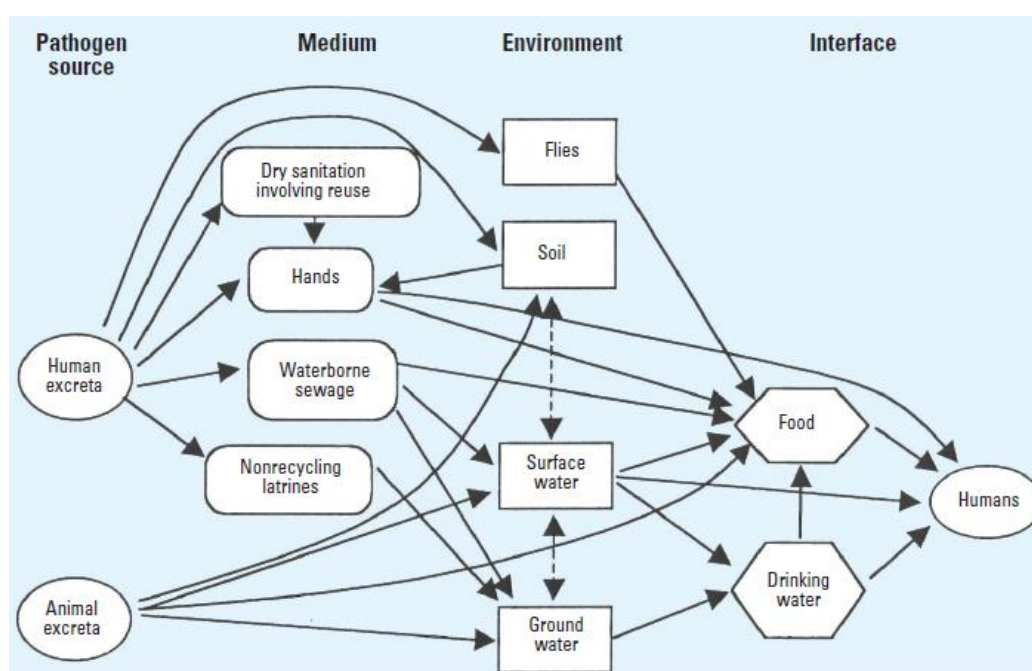 Pathogen
source
Medium
Environment
Interface
Flies
Dry sanitation
involving reuse
Soil
Hands
Human
excreta
Waterborne
sewage
Food
Surface
water
Nonrecycling
latrines
Humans
Drinking
water
Animal
excreta
Ground
water